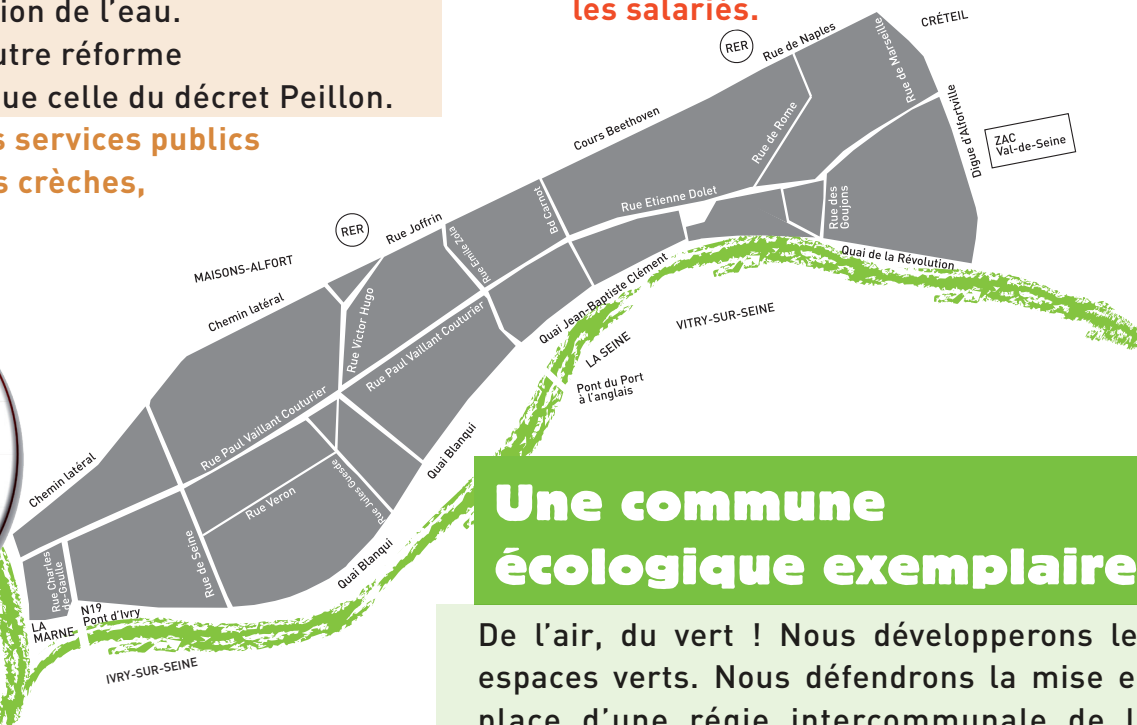 ion de l'eau.
utre réforme
ue celle du décret Peillon.
s services publics
s crèches,
les salariés.
CRÉTEIL
RER
Rue de Naples
Rue de Marseille
Cours Beethoven
Rue de Rome
Digue d'Alfortville
ZAC
Val-de-Seine
Rue Etienne Dolet
Bd Carnot
Rue des
Goujons
RER
Rue Joffrin
Rue Emile Zola
Quai de la Révolution
MAISONS-ALFORT
Chemin latéral
Rue Victor Hugo
Quai Jean-Baptiste Clément
VITRY-SUR-SEINE
LA SEINE
Rue Paul Vaillant Couturier
Pont du Port
à l'anglais
Rue Paul Vaillant Couturier
Chemin latéral
Quai Blanqui
Rue Jules Guesde
Rue Veron
Rue de Seine
Quai Blanqui
Rue Charles
de-Gaulle
N19
Pont d'Ivry
LA
MARNE
IVRY-SUR-SEINE
Une commune
écologique exemplaire
De l'air, du vert ! Nous développerons le
espaces verts. Nous défendrons la mise e
place d'une régie intercommunale de l